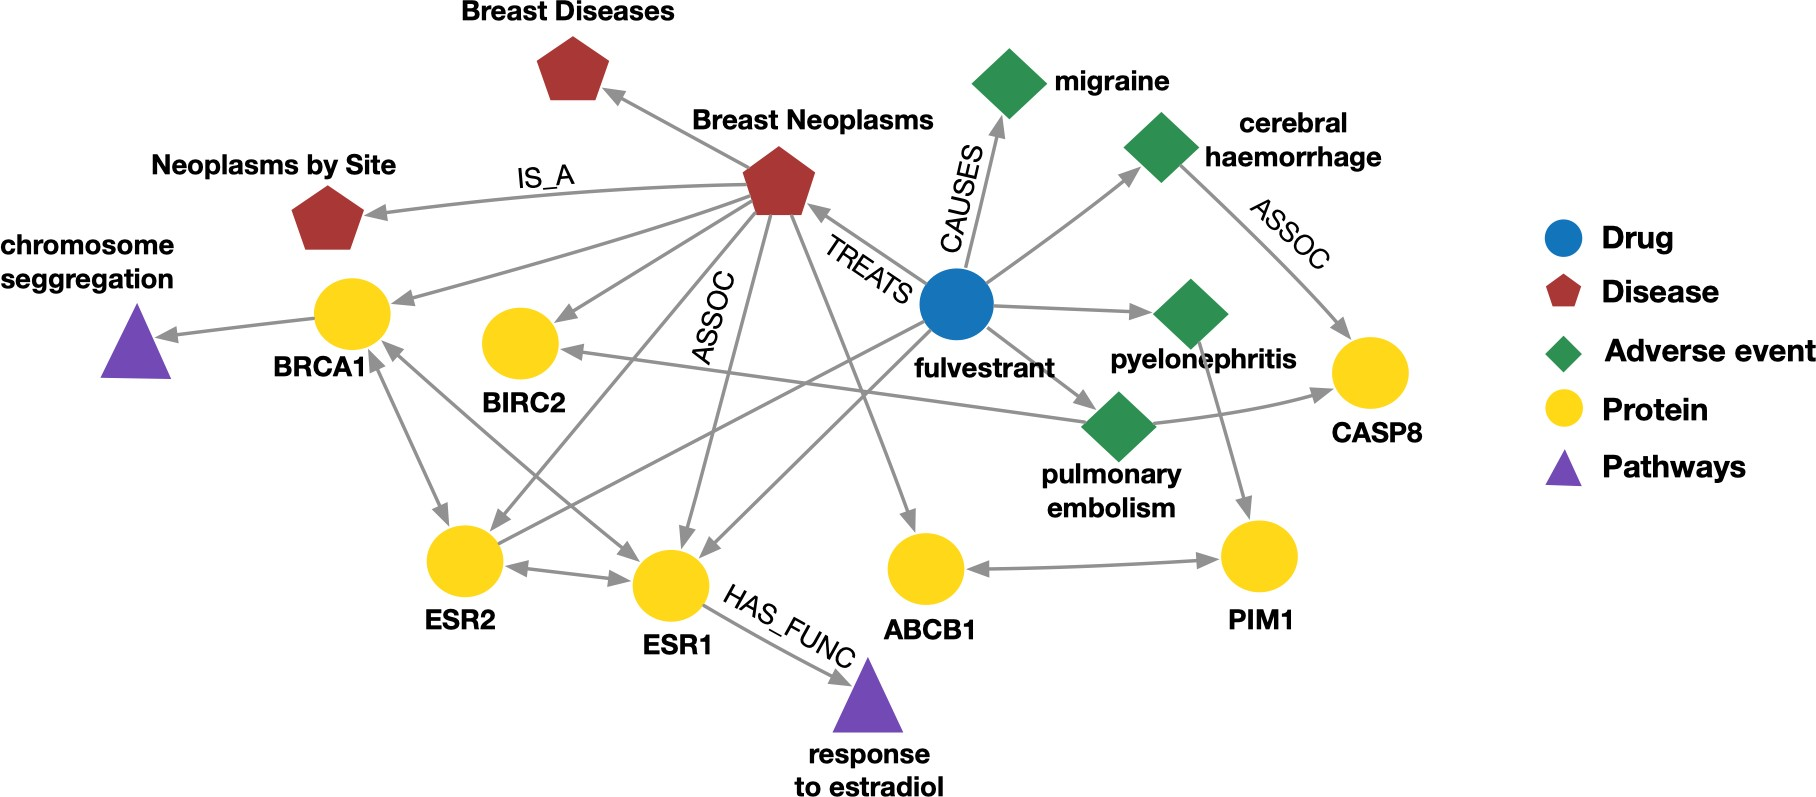 Breast Diseases
migraine
Breast Neoplasms
cerebral
haemorrhage
Neoplasms by Site
IS_A
CAUSES
ASSOC
chromosome
seggregation
TREATS
Drug
Disease
ASSOC
BRCA1
fulvestrant
pyelonephritis
Adverse event
BIRC2
Protein
CASP8
pulmonary
embolism
Pathways
ESR2
ESR1
HAS_FUNC
ABCB1
PIM1
response
to estradiol